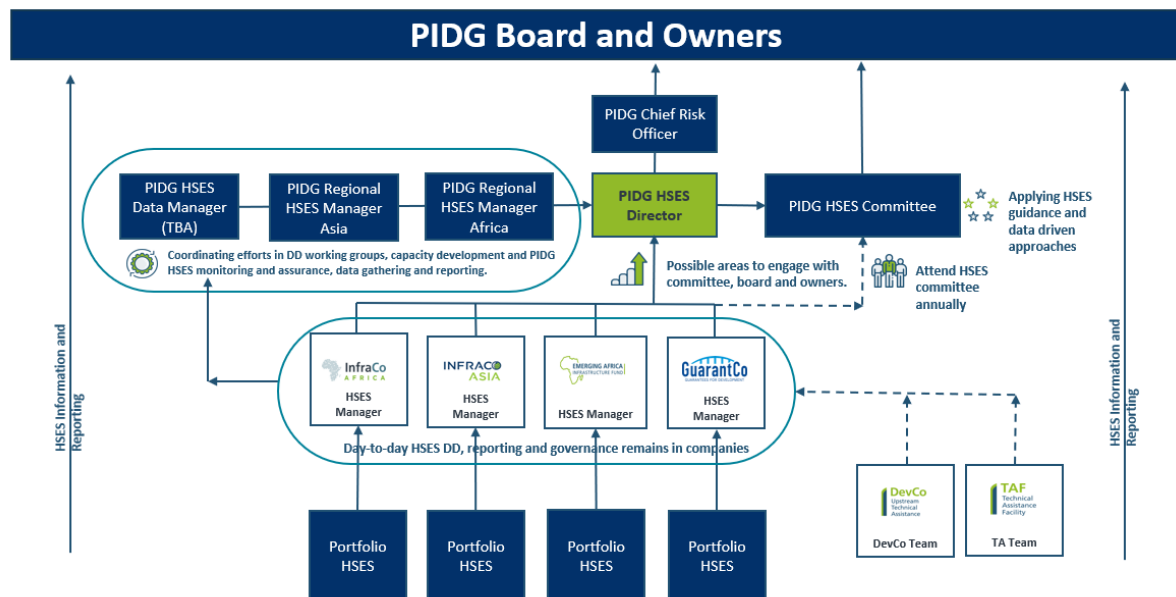 PIDG Board and Owners
HSES Information and
Reporting
PIDG Chief Risk
Officer
PIDG HSES
Data Manager
(TBA)
PIDG Regional
HSES Manager
Asia
PIDG Regional
HSES Manager
Africa
PIDG HSES
Director
PIDG HSES Committee
Applying HSES
guidance and
data driven
approaches
Coordinating efforts in DD working groups, capacity development and PIDG
HSES monitoring and assurance, data gathering and reporting.
Possible areas to engage with
committee, board and owners.
Attend HSES
committee
annually
InfraCo
AFRICA
HSES
Manager
INFRACO
ASIA
HSES
Manager
EMERGING AFRICA
INFRASTRUCTURE FUND
HSES Manager
GuarantCo
GUARANTEES FOR DEVELOPMENT
HSES
Manager
Day-to-day HSES DD, reporting and governance remains in companies
DevCo
Upstream
Technical
Assistance
DevCo Team
TAF
Technical
Assistance
Facility
TA Team
Portfolio
HSES
Portfolio
HSES
Portfolio
HSES
Portfolio
HSES
HSES Information and
Reporting